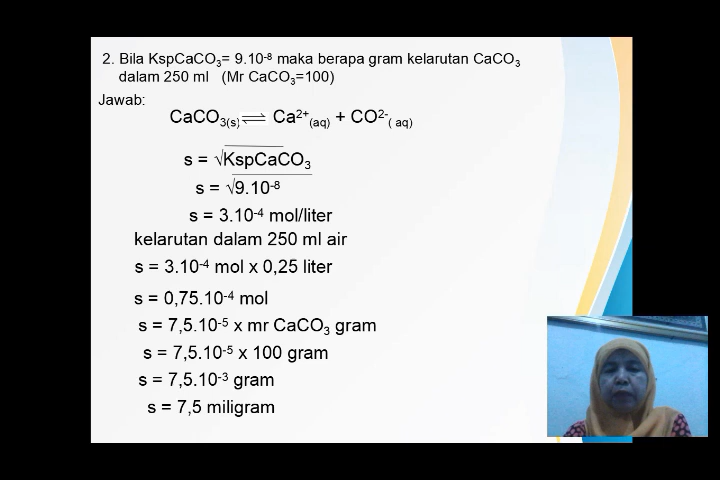 2. Bila KspCaCO₃= 9.10⁻⁸ maka berapa gram kelarutan CaCO₃
dalam 250 ml (Mr CaCO₃=100)
Jawab:
CaCO₃₍s₎⇌ Ca²⁺(aq) + CO²⁻( aq)
s = √KspCaCO₃
s = √9.10⁻⁸
s = 3.10⁻⁴ mol/liter
kelarutan dalam 250 ml air
s = 3.10⁻⁴ mol x 0,25 liter
s = 0,75.10⁻⁴ mol
s = 7,5.10⁻⁵ x mr CaCO₃ gram
s = 7,5.10⁻⁵ x 100 gram
s = 7,5.10⁻³ gram
s = 7,5 miligram